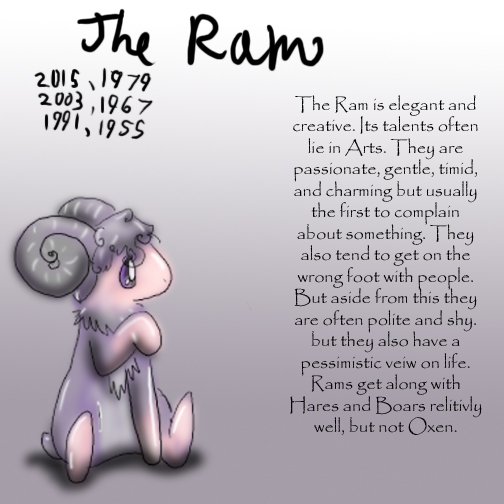 The Ram
2015, 1979
2003, 1967
1991, 1955
The Ram is elegant and
creative. Its talents often
lie in Arts. They are
passionate, gentle, timid,
and charming but usually
the first to complain
about something. They
also tend to get on the
wrong foot with people.
But aside from this they
are often polite and shy.
but they also have a
pessimistic veiw on life.
Rams get along with
Hares and Boars relitivly
well, but not Oxen.